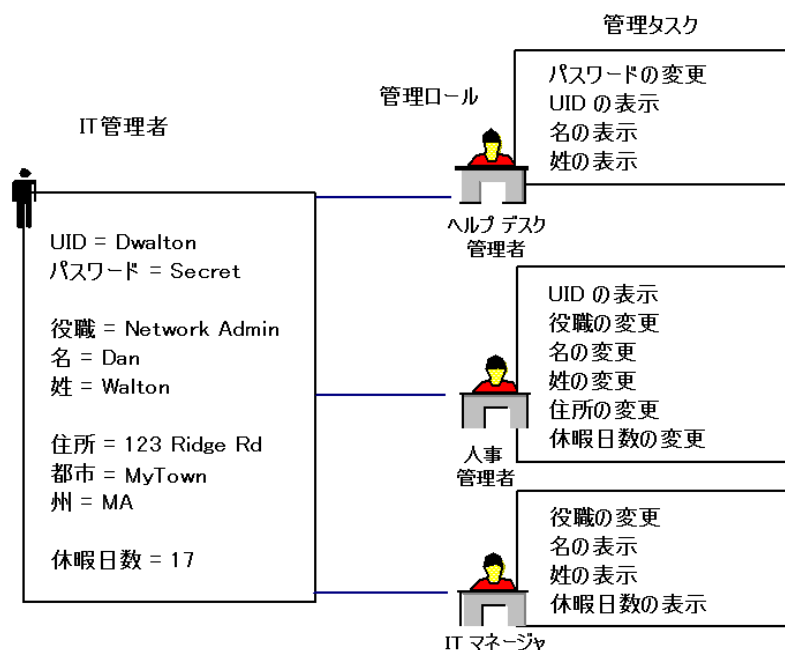 管理タスク
管理ロール
IT管理者
パスワードの変更
UID の表示
名の表示
姓の表示
ヘルプ デスク
管理者
UID = Dwalton
パスワード = Secret
役職 = Network Admin
名 = Dan
姓 = Walton
住所 = 123 Ridge Rd
都市 = MyTown
州 = MA
休暇日数 = 17
UID の表示
役職の変更
名の変更
姓の変更
住所の変更
休暇日数の変更
人事
管理者
役職の変更
名の表示
姓の表示
休暇日数の表示
IT マネージャ